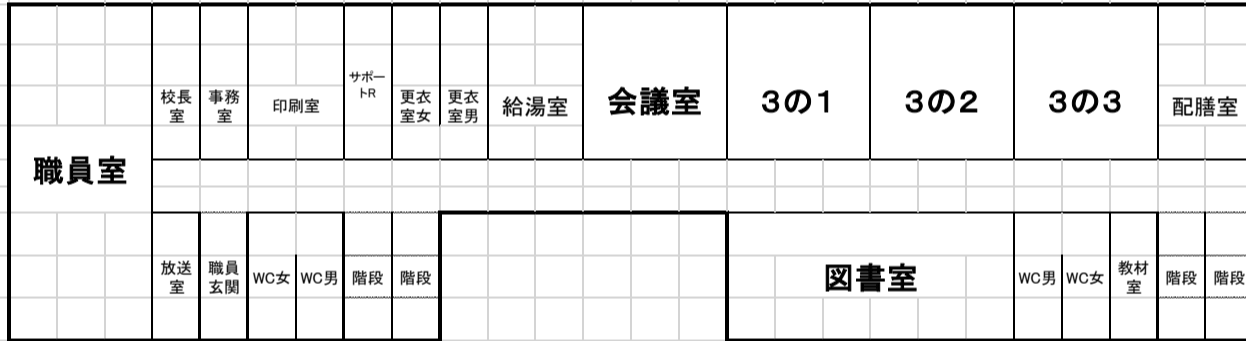 校長
室
事務
室
印刷室
サポー
トR
更衣
室女
更衣
室男
給湯室
会議室
3の1
3の2
3の3
配膳室
職員室
放送
室
職員
玄関
WC女
WC男
階段
階段
図書室
WC男
WC女
教材
室
階段
階段